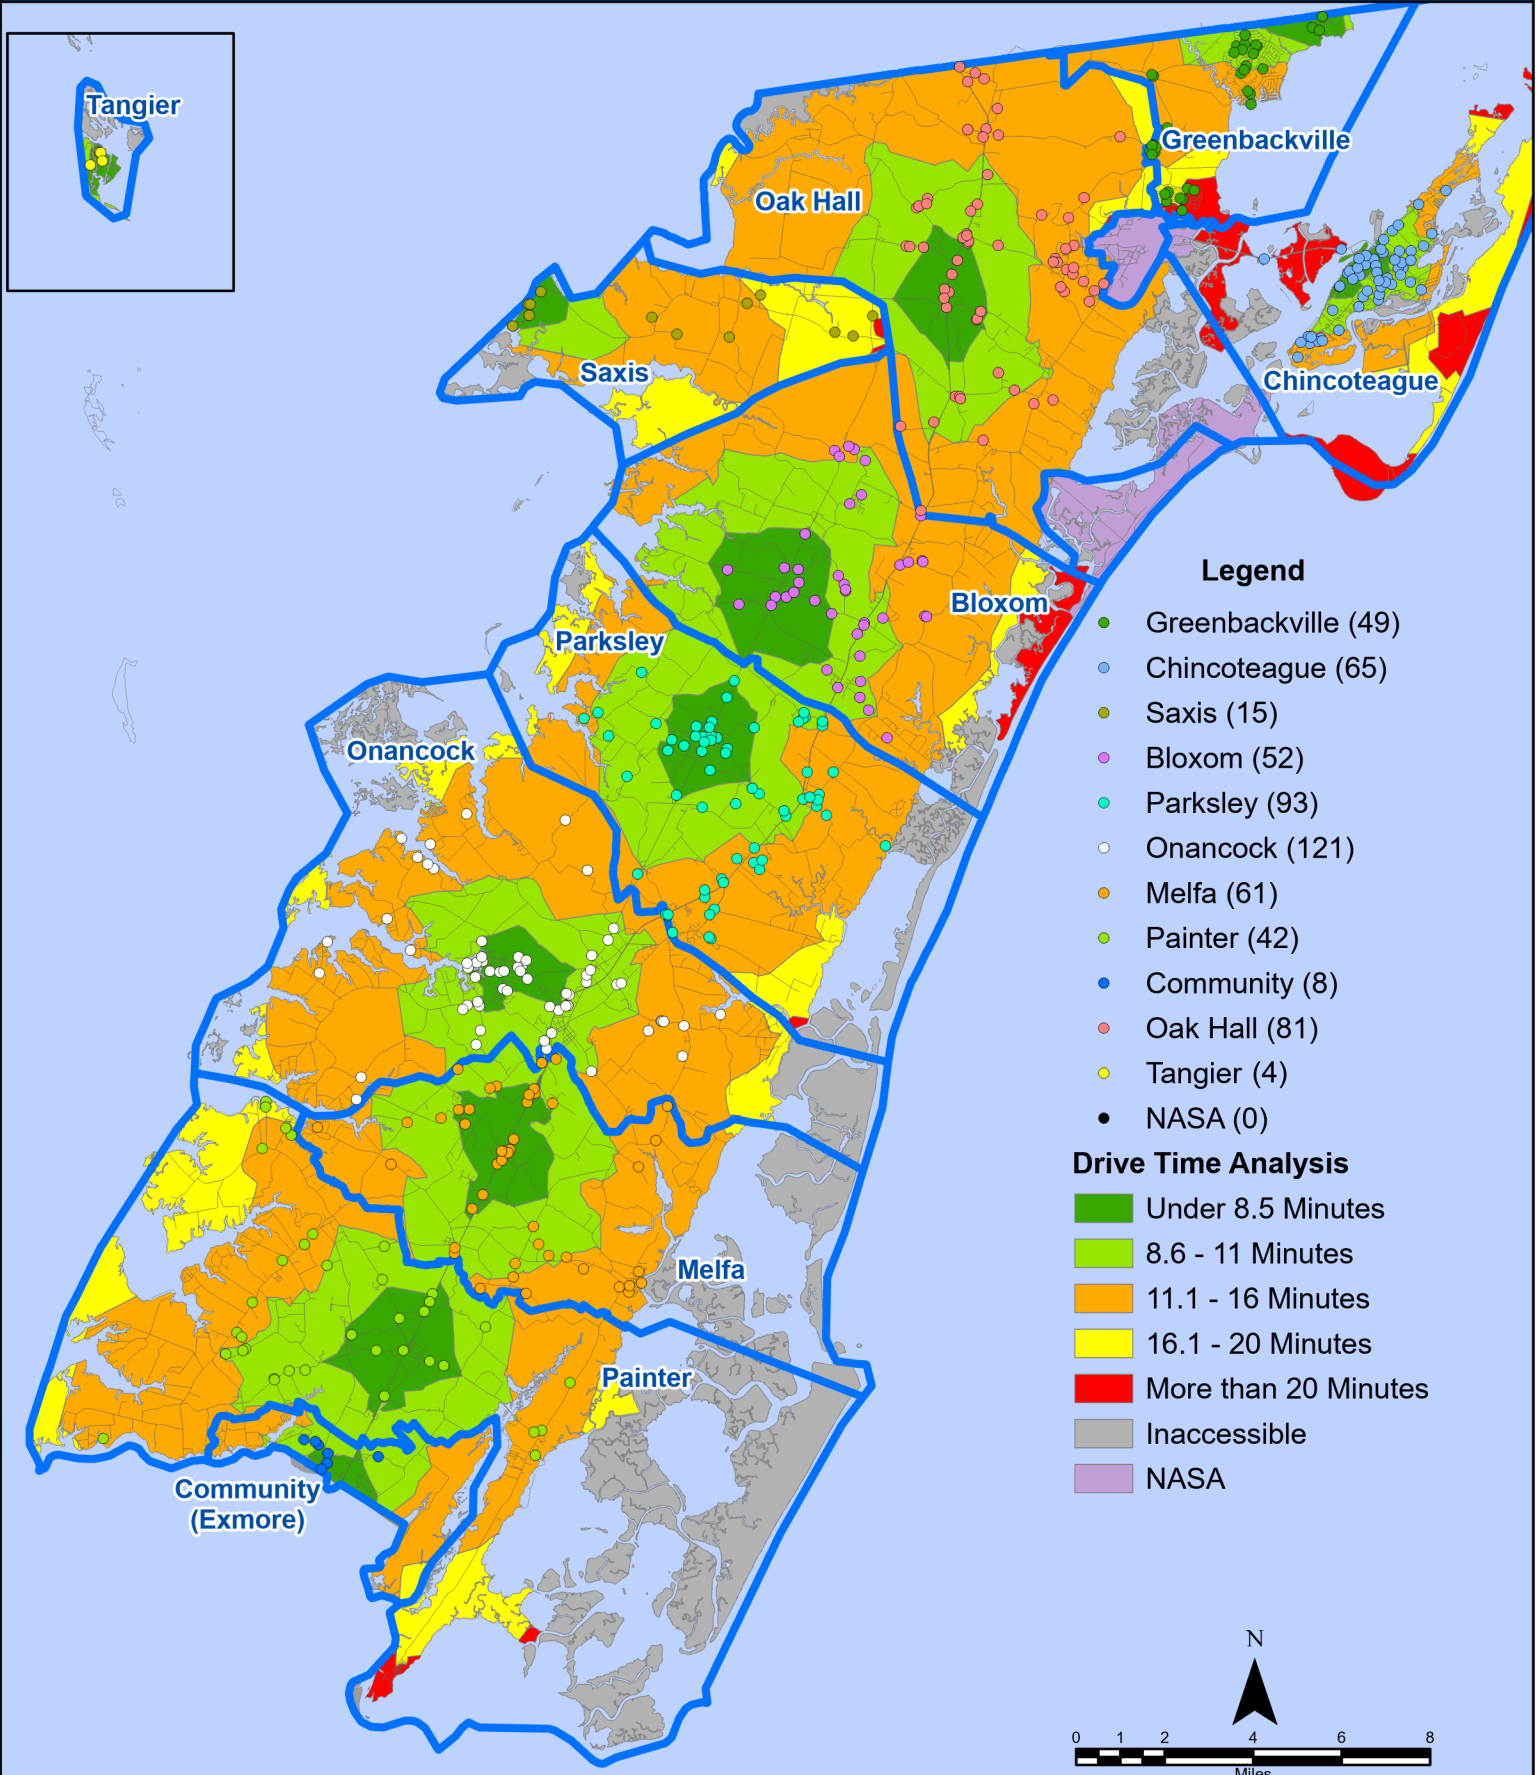 Tangier
Greenbackville
Oak Hall
Saxis
Chincoteague
Bloxom
Parksley
Onancock
Melfa
Painter
Community
(Exmore)
Legend
Greenbackville (49)
Chincoteague (65)
Saxis (15)
Bloxom (52)
Parksley (93)
Onancock (121)
Melfa (61)
Painter (42)
Community (8)
Oak Hall (81)
Tangier (4)
NASA (0)
Drive Time Analysis
Under 8.5 Minutes
8.6 - 11 Minutes
11.1 - 16 Minutes
16.1 - 20 Minutes
More than 20 Minutes
Inaccessible
NASA
N
0 1 2 4 6 8
Miles